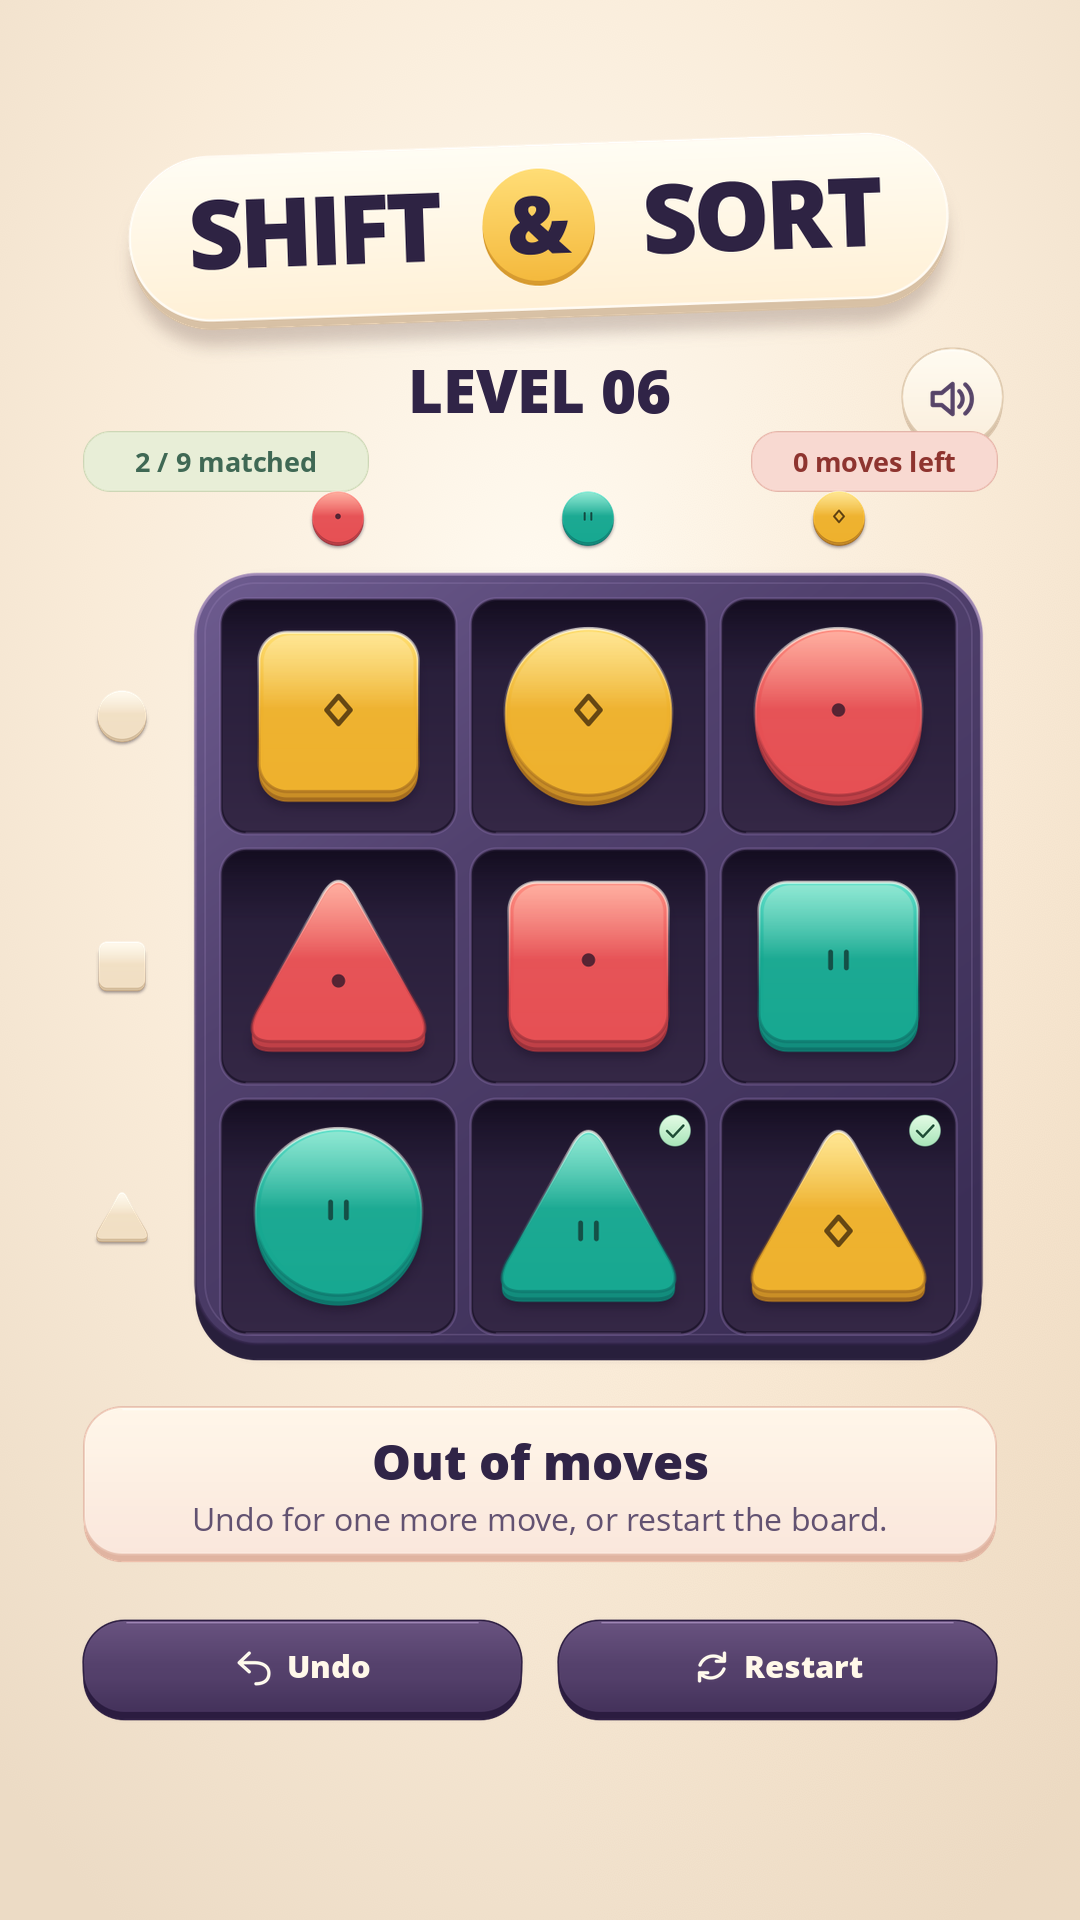 SHIFT & SORT
LEVEL 06
2 / 9 matched
0 moves left
Out of moves
Undo for one more move, or restart the board.
Undo
Restart